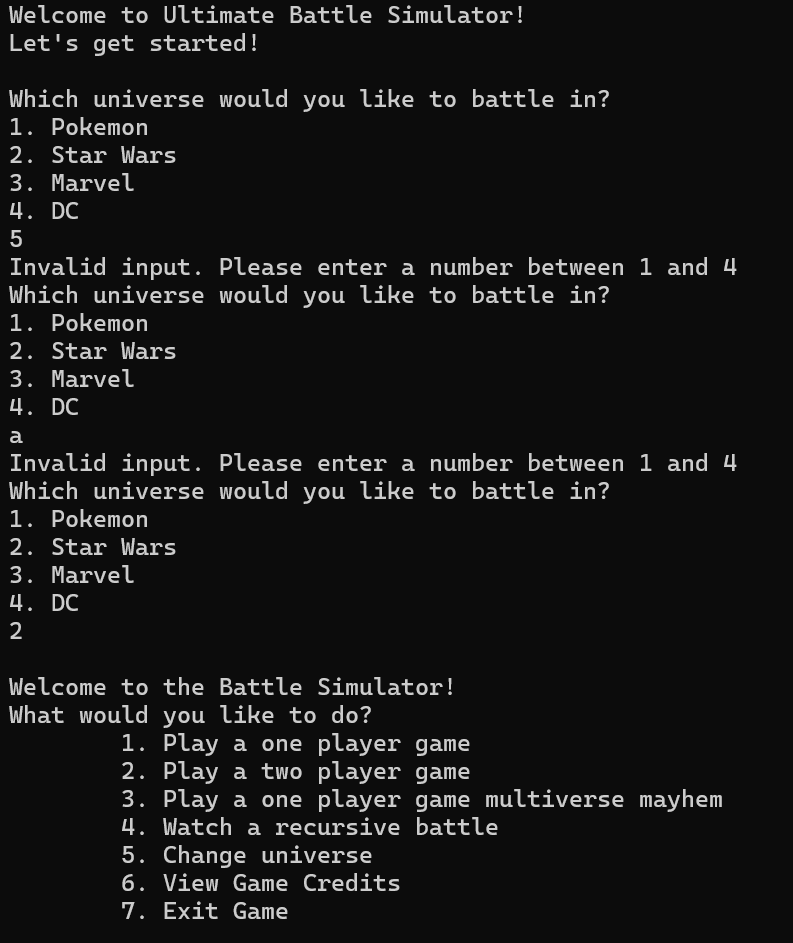 Welcome to Ultimate Battle Simulator!
Let's get started!
Which universe would you like to battle in?
1. Pokemon
2. Star Wars
3. Marvel
4. DC
5
Invalid input. Please enter a number between 1 and 4
Which universe would you like to battle in?
1. Pokemon
2. Star Wars
3. Marvel
4. DC
a
Invalid input. Please enter a number between 1 and 4
Which universe would you like to battle in?
1. Pokemon
2. Star Wars
3. Marvel
4. DC
2
Welcome to the Battle Simulator!
What would you like to do?
1. Play a one player game
2. Play a two player game
3. Play a one player game multiverse mayhem
4. Watch a recursive battle
5. Change universe
6. View Game Credits
7. Exit Game